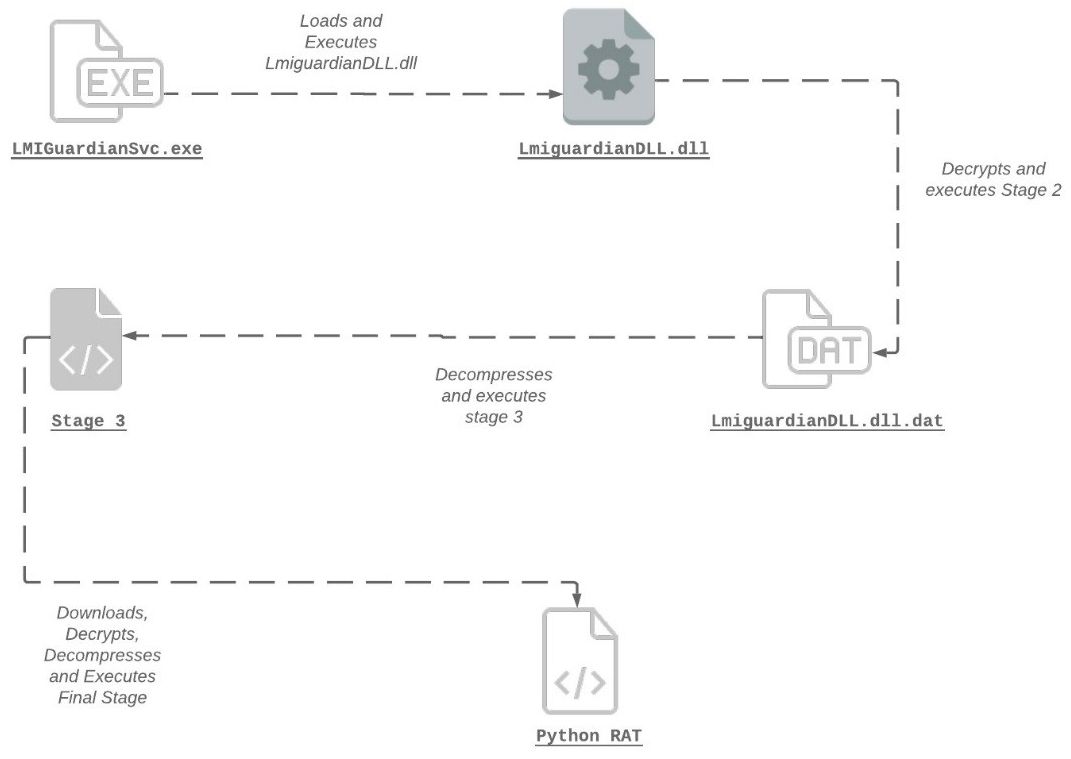 Loads and
Executes
LmiguardianDLL.dll
EXE
LMIGuardianSvc.exe
LmiguardianDLL.dll
Decrypts and
executes Stage 2
</>
DAT
Decompresses
and executes
stage 3
Stage 3
LmiguardianDLL.dll.dat
Downloads,
Decrypts,
Decompresses
and Executes
Final Stage
</>
Python RAT